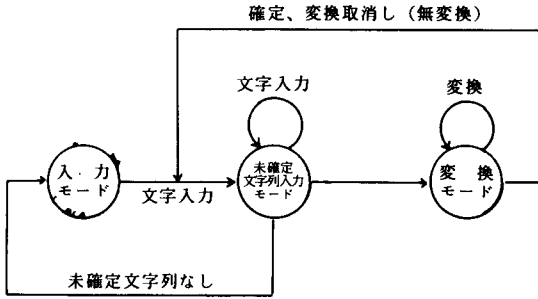 確定、変換取消し（無変換）
文字入力
変換
入力
モード
文字入力
未確定
文字列入力
モード
変換
モード
未確定文字列なし